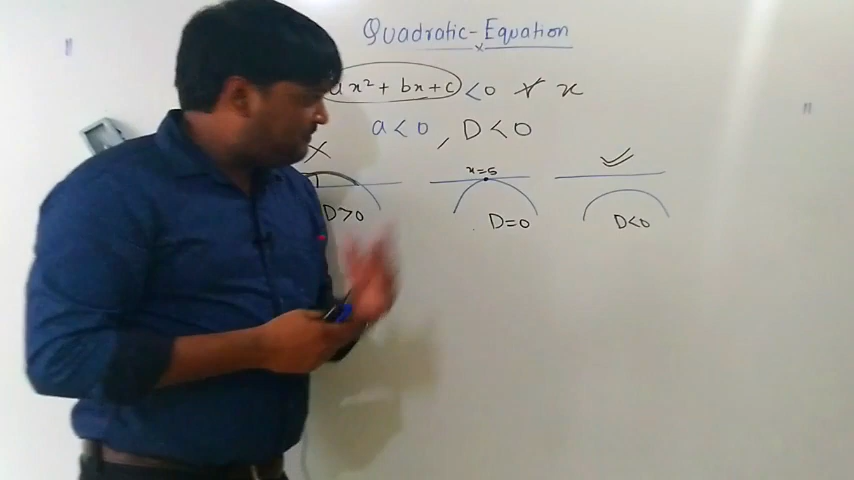 Quadratic-Equation
ax² + bx + c < 0 ∀ x
a < 0 , D < 0
x=5
D>0 D=0 D<0